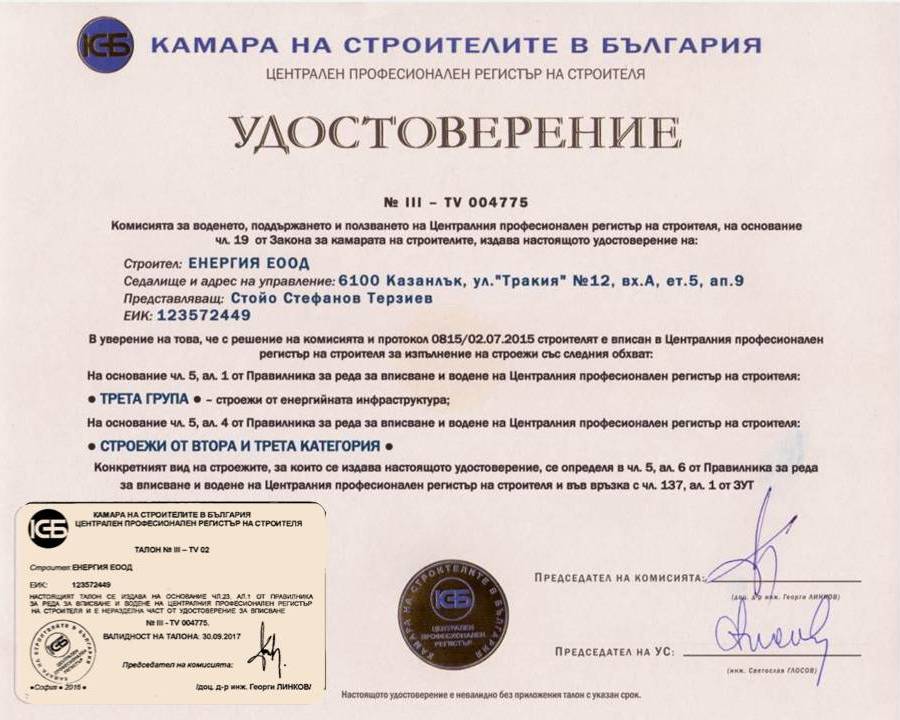 КСБ
КАМАРА НА СТРОИТЕЛИТЕ В БЪЛГАРИЯ
ЦЕНТРАЛЕН ПРОФЕСИОНАЛЕН РЕГИСТЪР НА СТРОИТЕЛЯ
УДОСТОВЕРЕНИЕ
№ III – TV 004775
Комисията за воденето, поддържането и ползването на Централния професионален регистър на строителя, на основание
чл. 19 от Закона за камарата на строителите, издава настоящото удостоверение на:
Строител: ЕНЕРГИЯ ЕООД
Седалище и адрес на управление: 6100 Казанлък, ул."Тракия" №12, вх.А, ет.5, ап.9
Представляващ: Стойо Стефанов Терзиев
ЕИК: 123572449
В уверение на това, че с решение на комисията и протокол 0815/02.07.2015 строителят е вписан в Централния професионален
регистър на строителя за изпълнение на строежи със следния обхват:
На основание чл. 5, ал. 1 от Правилника за реда за вписване и водене на Централния професионален регистър на строителя:
● ТРЕТА ГРУПА ● – строежи от енергийната инфраструктура;
На основание чл. 5, ал. 4 от Правилника за реда за вписване и водене на Централния професионален регистър на строителя:
● СТРОЕЖИ ОТ ВТОРА И ТРЕТА КАТЕГОРИЯ ●
Конкретният вид на строежите, за които се издава настоящото удостоверение, се определя в чл. 5, ал. 6 от Правилника за реда
за вписване и водене на Централния професионален регистър на строителя и във връзка с чл. 137, ал. 1 от ЗУТ
КСБ
КАМАРА НА СТРОИТЕЛИТЕ В БЪЛГАРИЯ
ЦЕНТРАЛЕН ПРОФЕСИОНАЛЕН РЕГИСТЪР НА СТРОИТЕЛЯ
ТАЛОН № III – TV 02
Строител: ЕНЕРГИЯ ЕООД
ЕИК: 123572449
НАСТОЯЩИЯТ ТАЛОН СЕ ИЗДАВА НА ОСНОВАНИЕ ЧЛ.23, АЛ.1 ОТ ПРАВИЛНИКА
ЗА РЕДА ЗА ВПИСВАНЕ И ВОДЕНЕ НА ЦЕНТРАЛНИЯ ПРОФЕСИОНАЛЕН РЕГИСТЪР
НА СТРОИТЕЛЯ И Е НЕРАЗДЕЛНА ЧАСТ ОТ УДОСТОВЕРЕНИЕ ЗА ВПИСВАНЕ
№ III - TV 004775.
ВАЛИДНОСТ НА ТАЛОНА: 30.09.2017
Председател на комисията:
/доц. д-р инж. Георги ЛИНКОВ/
КАМАРА НА СТРОИТЕЛИТЕ В БЪЛГАРИЯ
КСБ
ЦЕНТРАЛЕН
ПРОФЕСИОНАЛЕН
РЕГИСТЪР
●София ● 2016 ●
КАМАРА НА СТРОИТЕЛИТЕ В БЪЛГАРИЯ
КСБ
ЦЕНТРАЛЕН
ПРОФЕСИОНАЛЕН
РЕГИСТЪР
ПРЕДСЕДАТЕЛ НА КОМИСИЯТА:
(доц. д-р инж. Георги ЛИНКОВ)
ПРЕДСЕДАТЕЛ НА УС:
(инж. Светослав ГЛОСОВ)
Настоящото удостоверение е невалидно без приложения талон с указан срок.